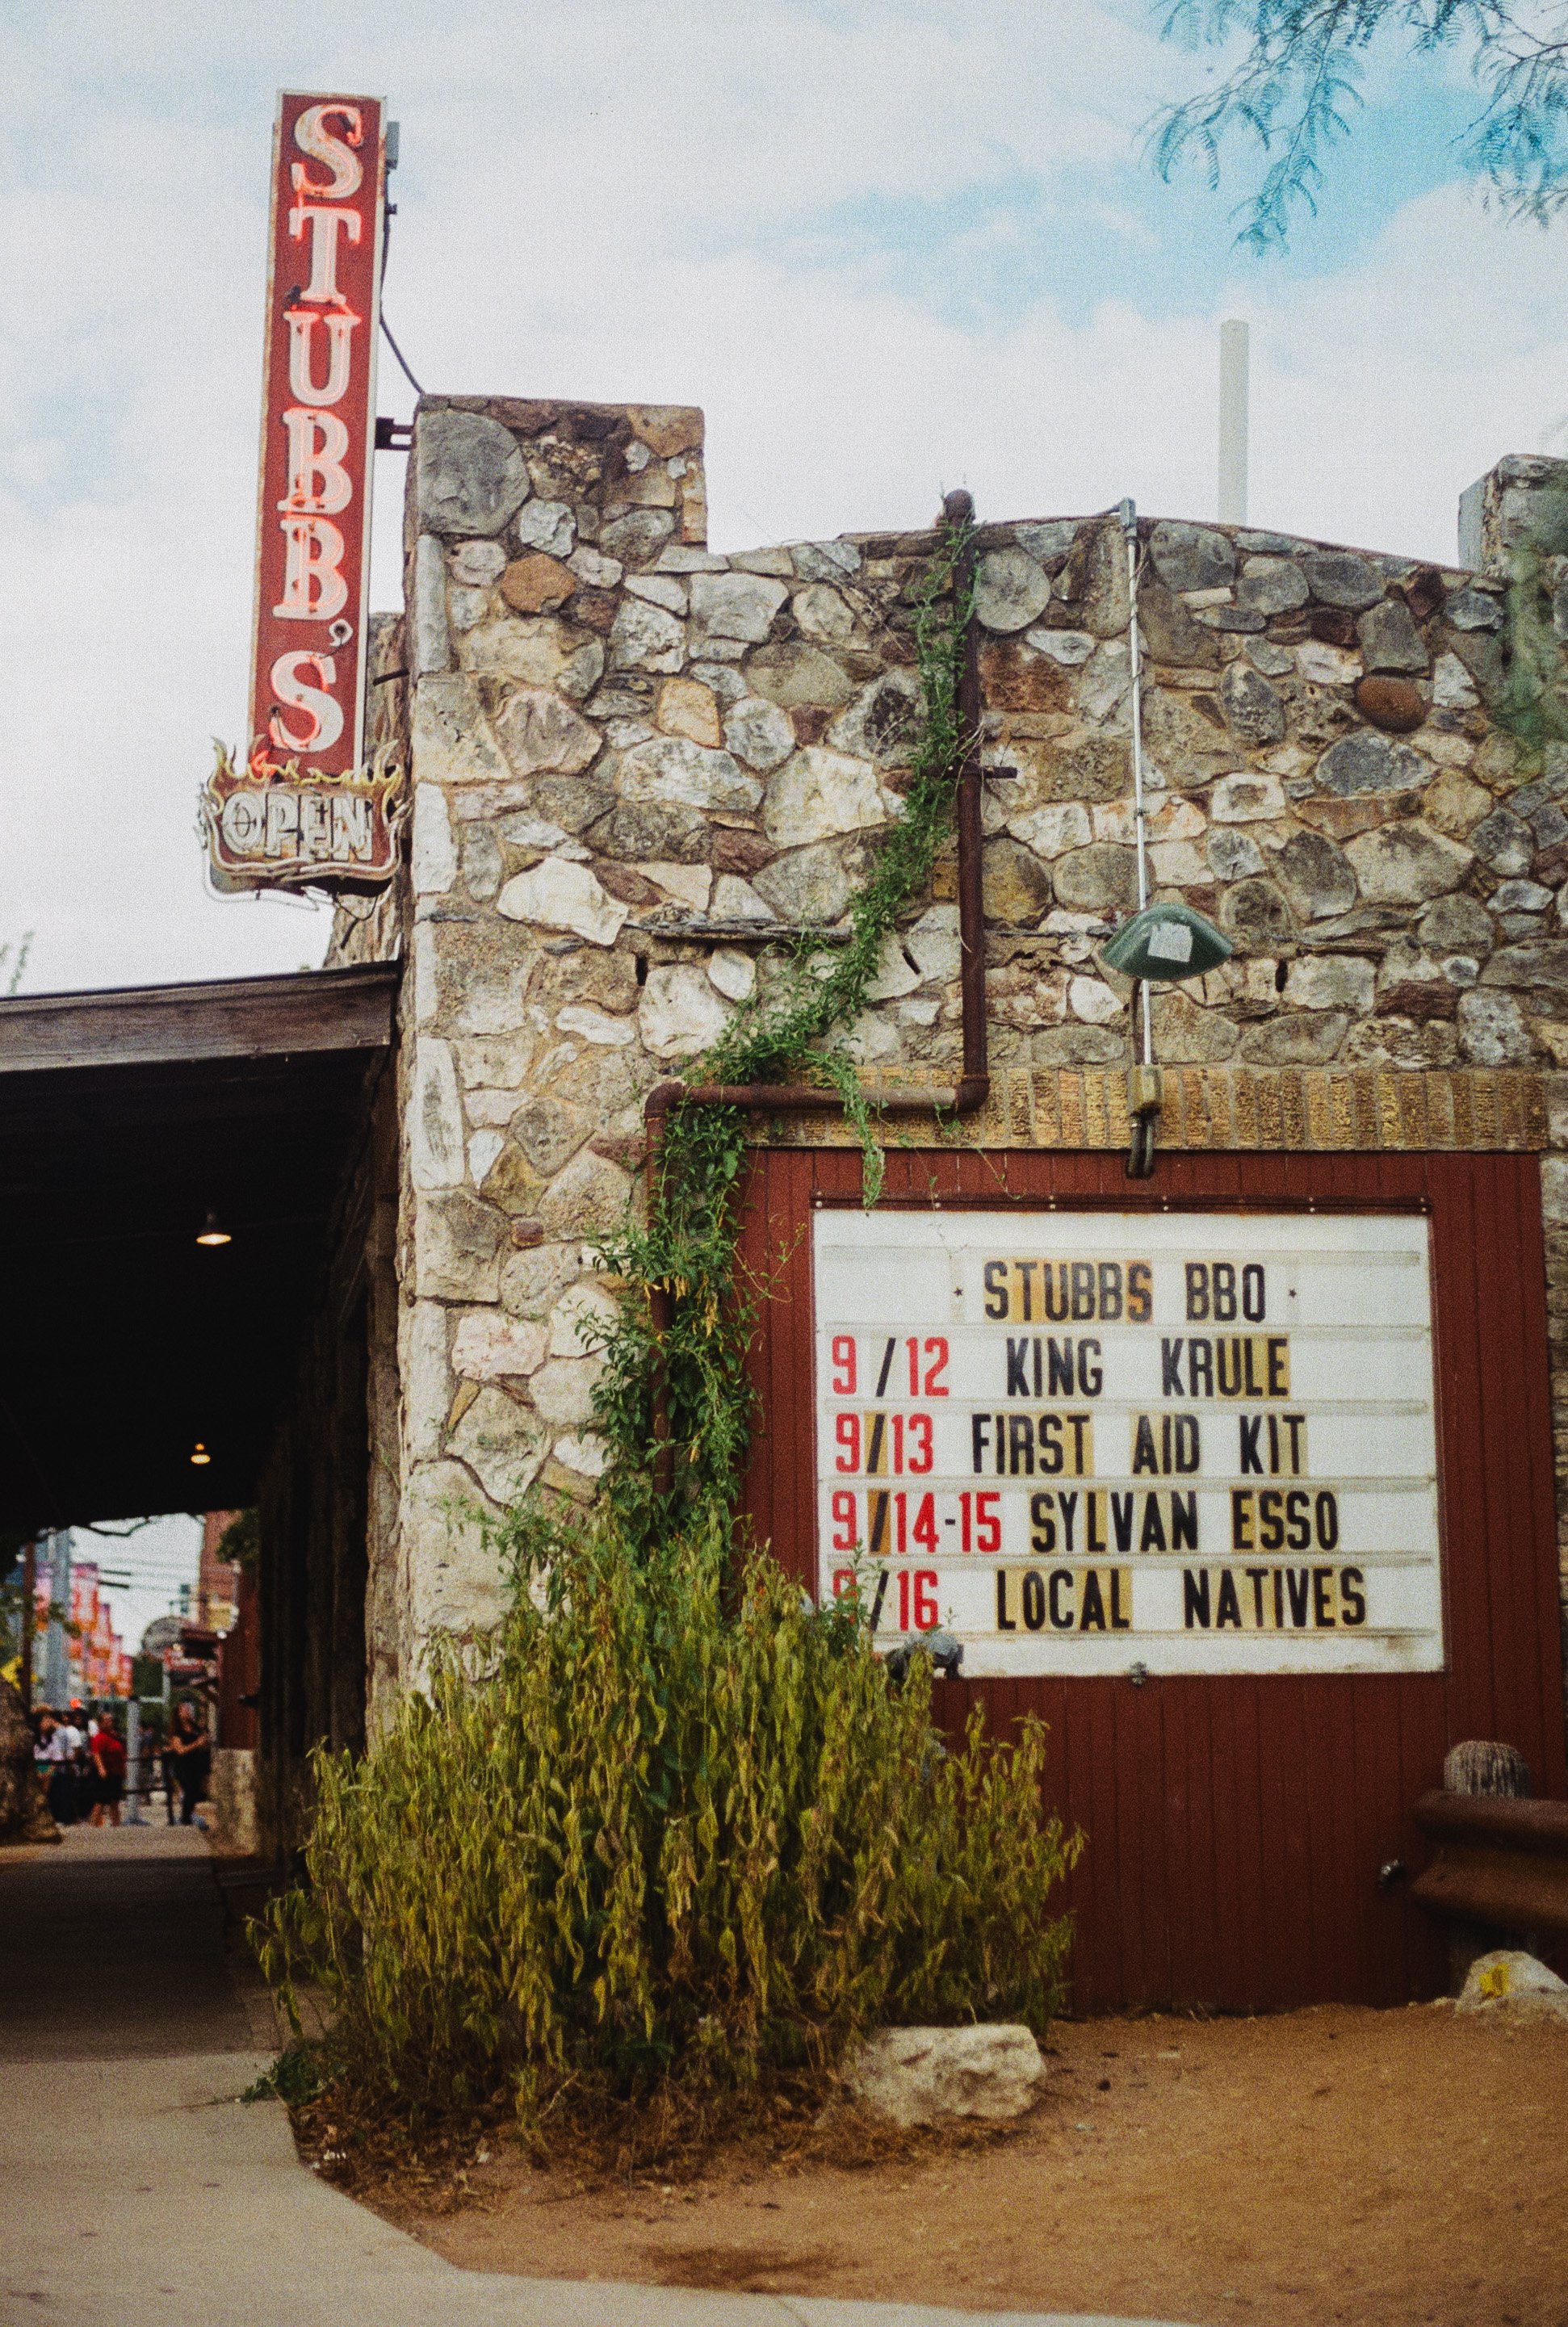 STUBB'S
OPEN
STUBBS BBQ
9/12 KING KRULE
9/13 FIRST AID KIT
9/14-15 SYLVAN ESSO
9/16 LOCAL NATIVES